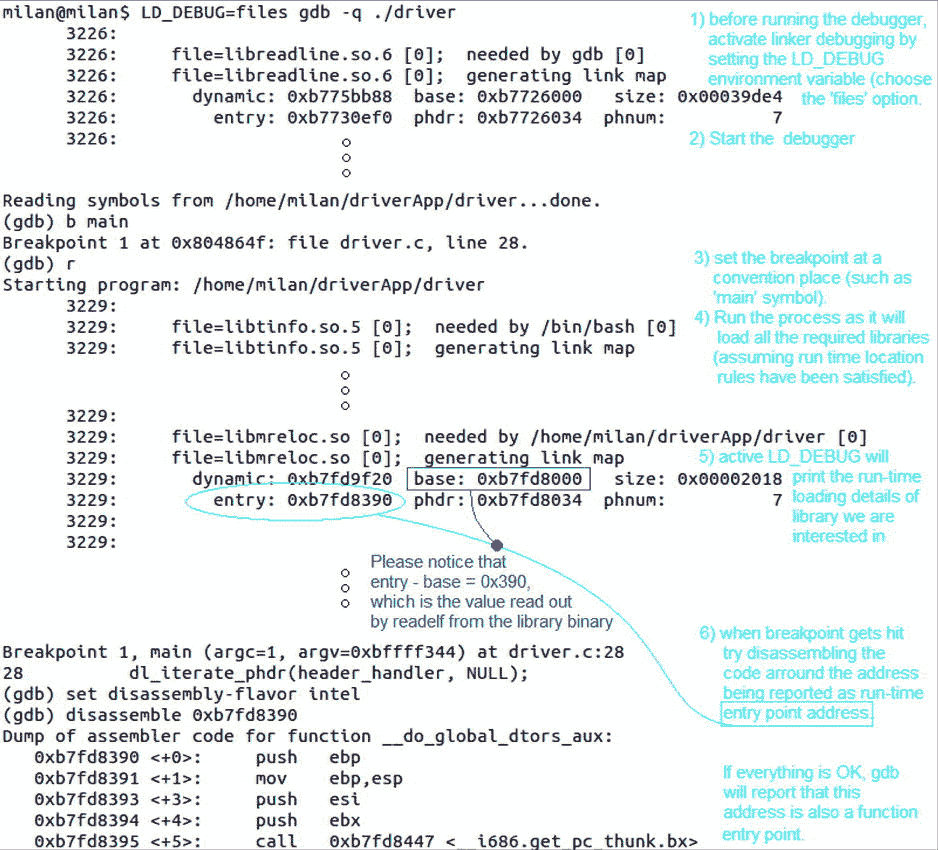 milan@milan$ LD_DEBUG=files gdb -q ./driver
3226:
3226: file=libreadline.so.6 [0]; needed by gdb [0]
3226: file=libreadline.so.6 [0]; generating link map
3226: dynamic: 0xb775bb88 base: 0xb7726000 size: 0x00039de4
3226: entry: 0xb7730ef0 phdr: 0xb7726034 phnum: 7
3226:
1) before running the debugger,
activate linker debugging by
setting the LD_DEBUG
environment variable (choose
the 'files' option.
2) Start the debugger
Reading symbols from /home/milan/driverApp/driver...done.
(gdb) b main
Breakpoint 1 at 0x804864f: file driver.c, line 28.
(gdb) r
Starting program: /home/milan/driverApp/driver
3229:
3229: file=libtinfo.so.5 [0]; needed by /bin/bash [0]
3229: file=libtinfo.so.5 [0]; generating link map
3) set the breakpoint at a
convention place (such as
'main' symbol).
4) Run the process as it will
load all the required libraries
(assuming run time location
rules have been satisfied).
3229:
3229: file=libmreloc.so [0]; needed by /home/milan/driverApp/driver [0]
3229: file=libmreloc.so [0]; generating link map
3229: dynamic: 0xb7fd9f20 base: 0xb7fd8000 size: 0x00002018
3229: entry: 0xb7fd8390 phdr: 0xb7fd8034 phnum: 7
3229:
3229:
5) active LD_DEBUG will
print the run-time
loading details of
library we are
interested in
Please notice that
entry - base = 0x390,
which is the value read out
by readelf from the library binary
Breakpoint 1, main (argc=1, argv=0xbffff344) at driver.c:28
28 dl_iterate_phdr(header_handler, NULL);
(gdb) set disassembly-flavor intel
(gdb) disassemble 0xb7fd8390
Dump of assembler code for function __do_global_dtors_aux:
0xb7fd8390 <+0>: push ebp
0xb7fd8391 <+1>: mov ebp,esp
0xb7fd8393 <+3>: push esi
0xb7fd8394 <+4>: push ebx
0xb7fd8395 <+5>: call 0xb7fd8447 <__i686.get_pc_thunk.bx>
6) when breakpoint gets hit
try disassembling the
code arround the address
being reported as run-time
entry point address.
If everything is OK, gdb
will report that this
address is also a function
entry point.